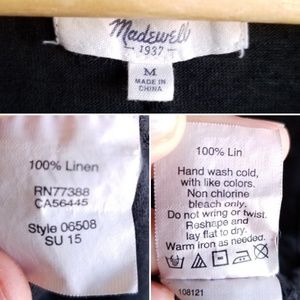 Madewell
1937
M
MADE IN
CHINA
100% Linen
RN77388
CA56445
Style 06508
SU 15
100% Lin
Hand wash cold,
with like colors.
Non chlorine
bleach only.
Do not wring or twist.
Reshape and
lay flat to dry.
Warm iron as needed.
108121